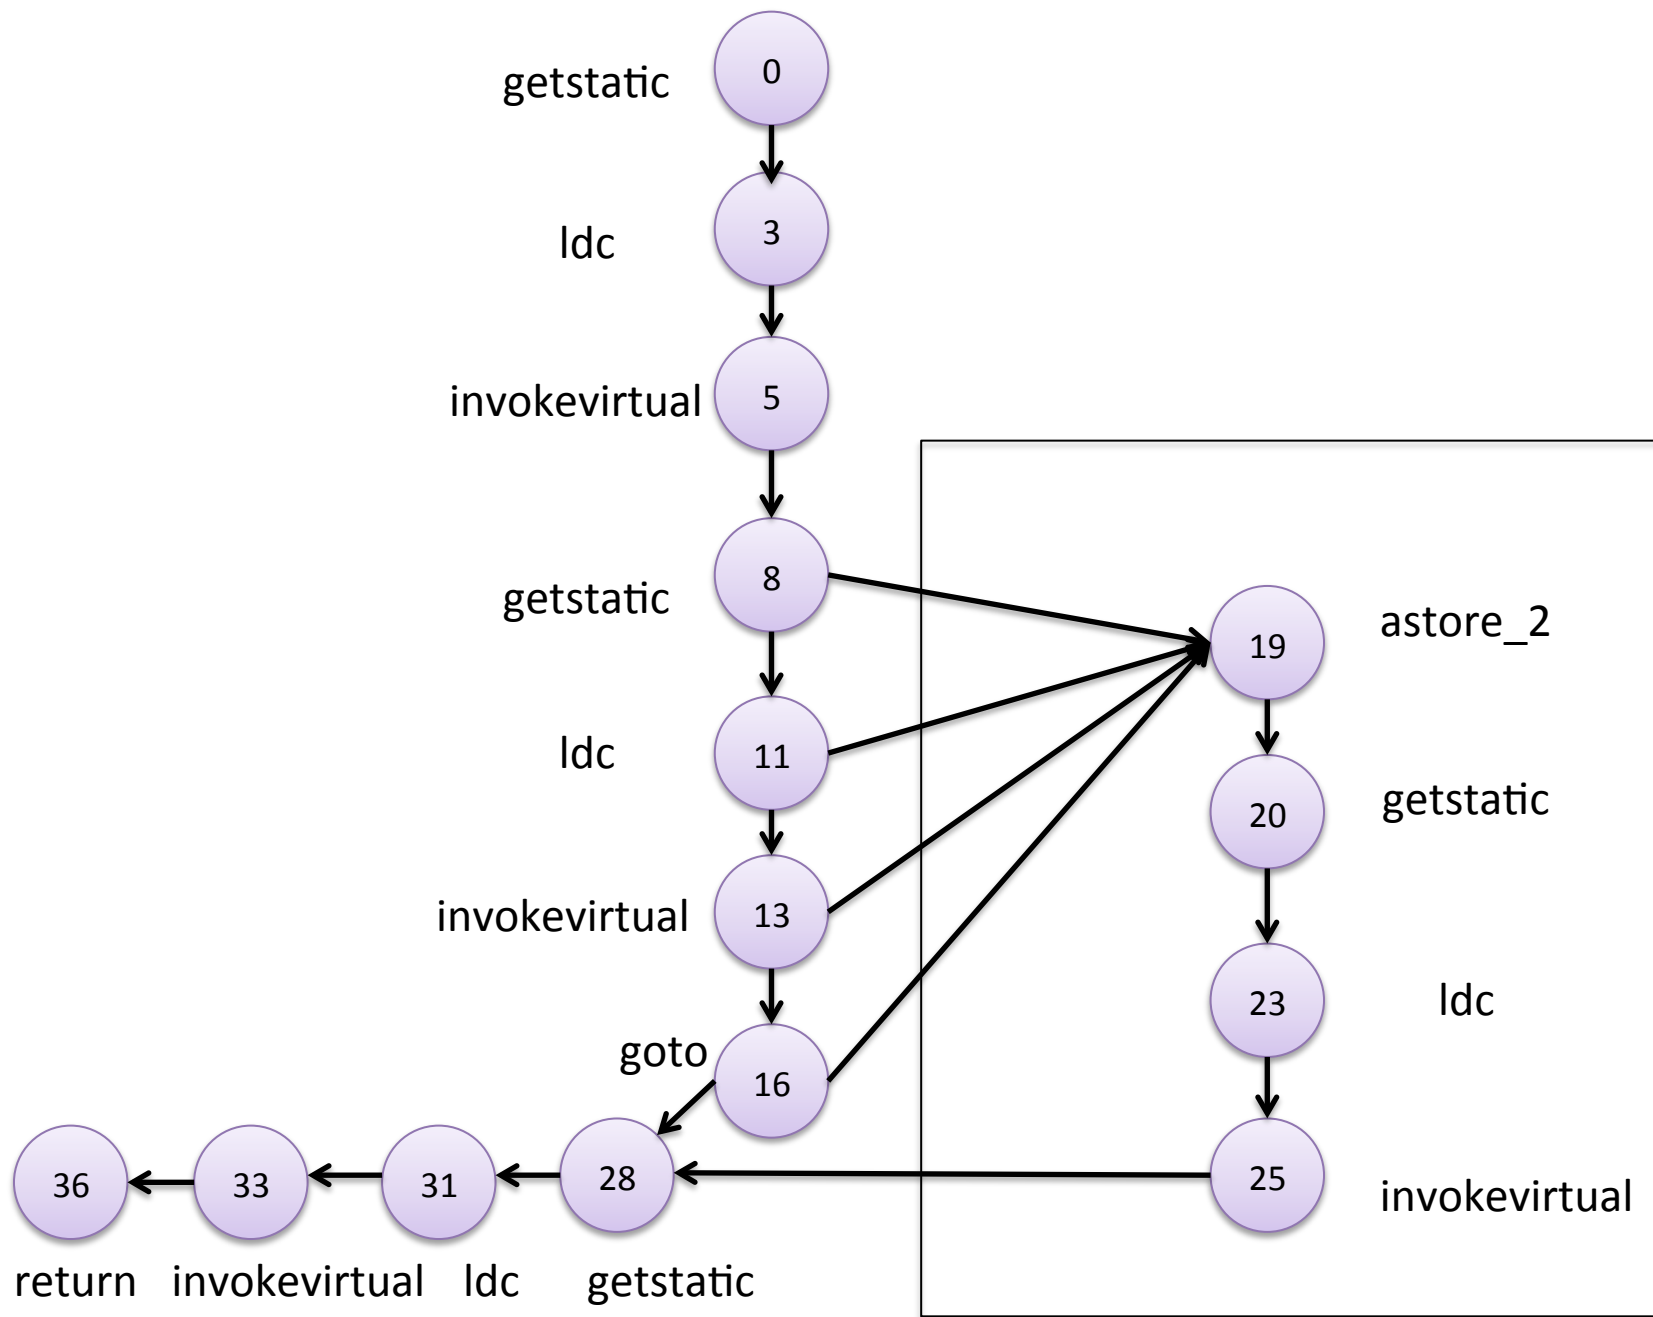 getstatic 0
ldc 3
invokevirtual 5
getstatic 8
ldc 11
invokevirtual 13
goto 16
19 astore_2
20 getstatic
23 ldc
25 invokevirtual
36 33 31 28
return invokevirtual ldc getstatic